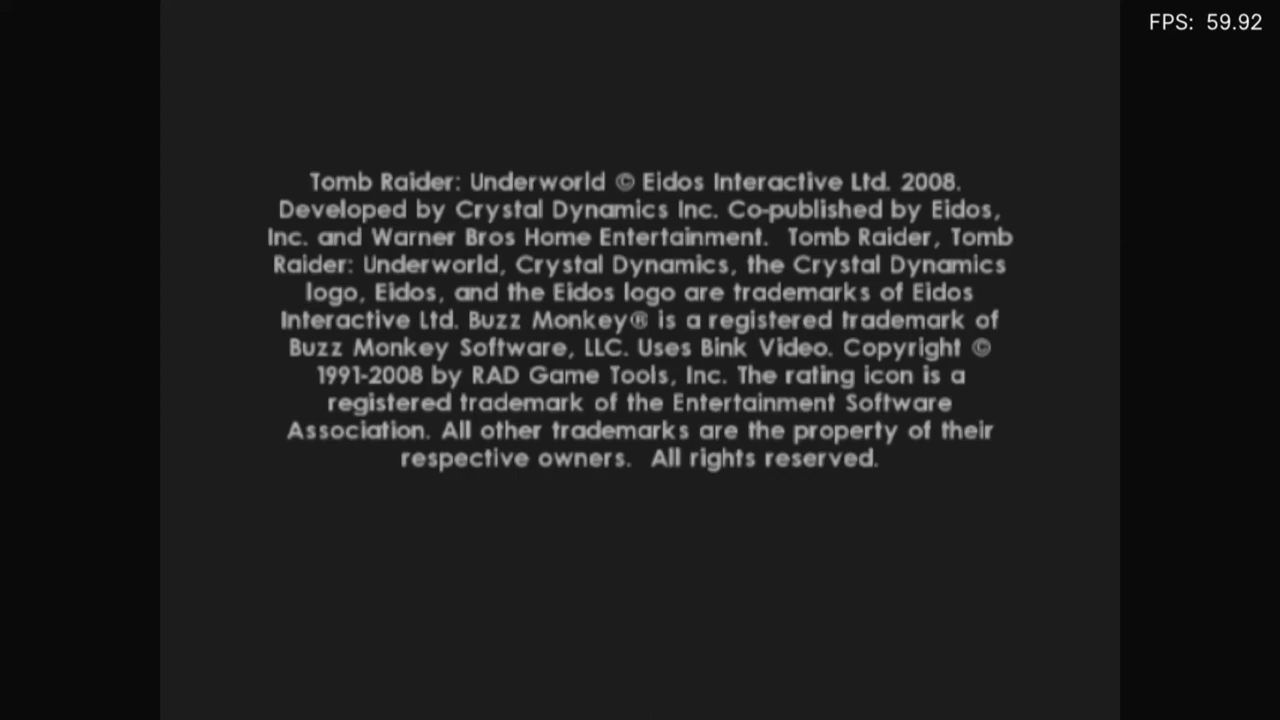 FPS: 59.92
Tomb Raider: Underworld © Eidos Interactive Ltd. 2008.
Developed by Crystal Dynamics Inc. Co-published by Eidos,
Inc. and Warner Bros Home Entertainment.  Tomb Raider, Tomb
Raider: Underworld, Crystal Dynamics, the Crystal Dynamics
logo, Eidos, and the Eidos logo are trademarks of Eidos
Interactive Ltd. Buzz Monkey® is a registered trademark of
Buzz Monkey Software, LLC. Uses Bink Video. Copyright ©
1991-2008 by RAD Game Tools, Inc. The rating icon is a
registered trademark of the Entertainment Software
Association. All other trademarks are the property of their
respective owners.  All rights reserved.